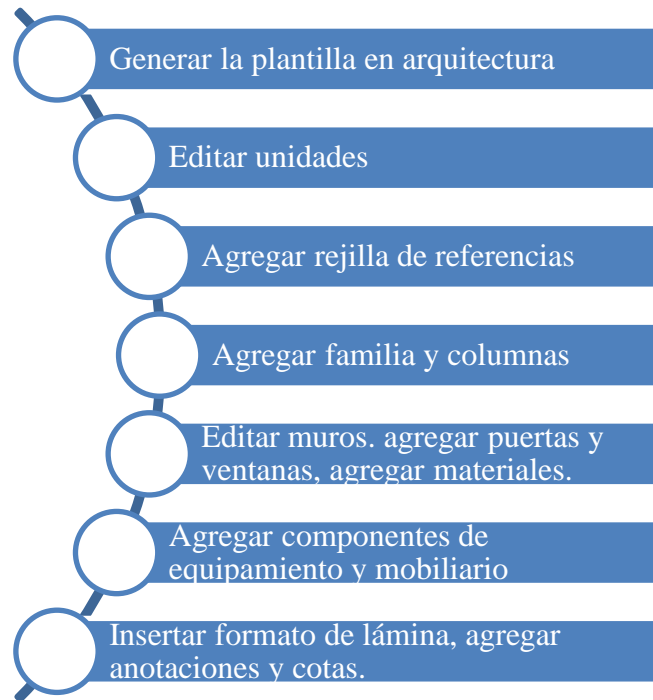 Generar la plantilla en arquitectura
Editar unidades
Agregar rejilla de referencias
Agregar familia y columnas
Editar muros. agregar puertas y
ventanas, agregar materiales.
Agregar componentes de
equipamiento y mobiliario
Insertar formato de lámina, agregar
anotaciones y cotas.